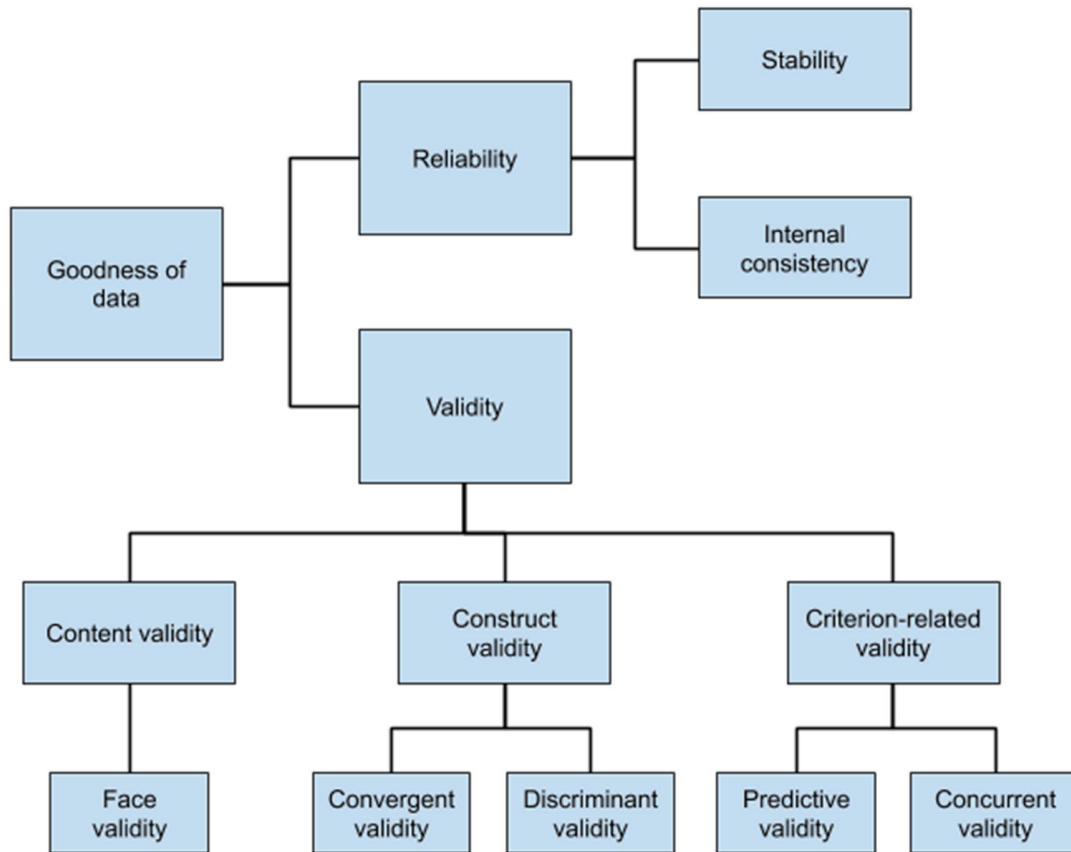 Stability
Reliability
Internal
consistency
Goodness of
data
Validity
Content validity
Construct
validity
Criterion-related
validity
Face
validity
Convergent
validity
Discriminant
validity
Predictive
validity
Concurrent
validity